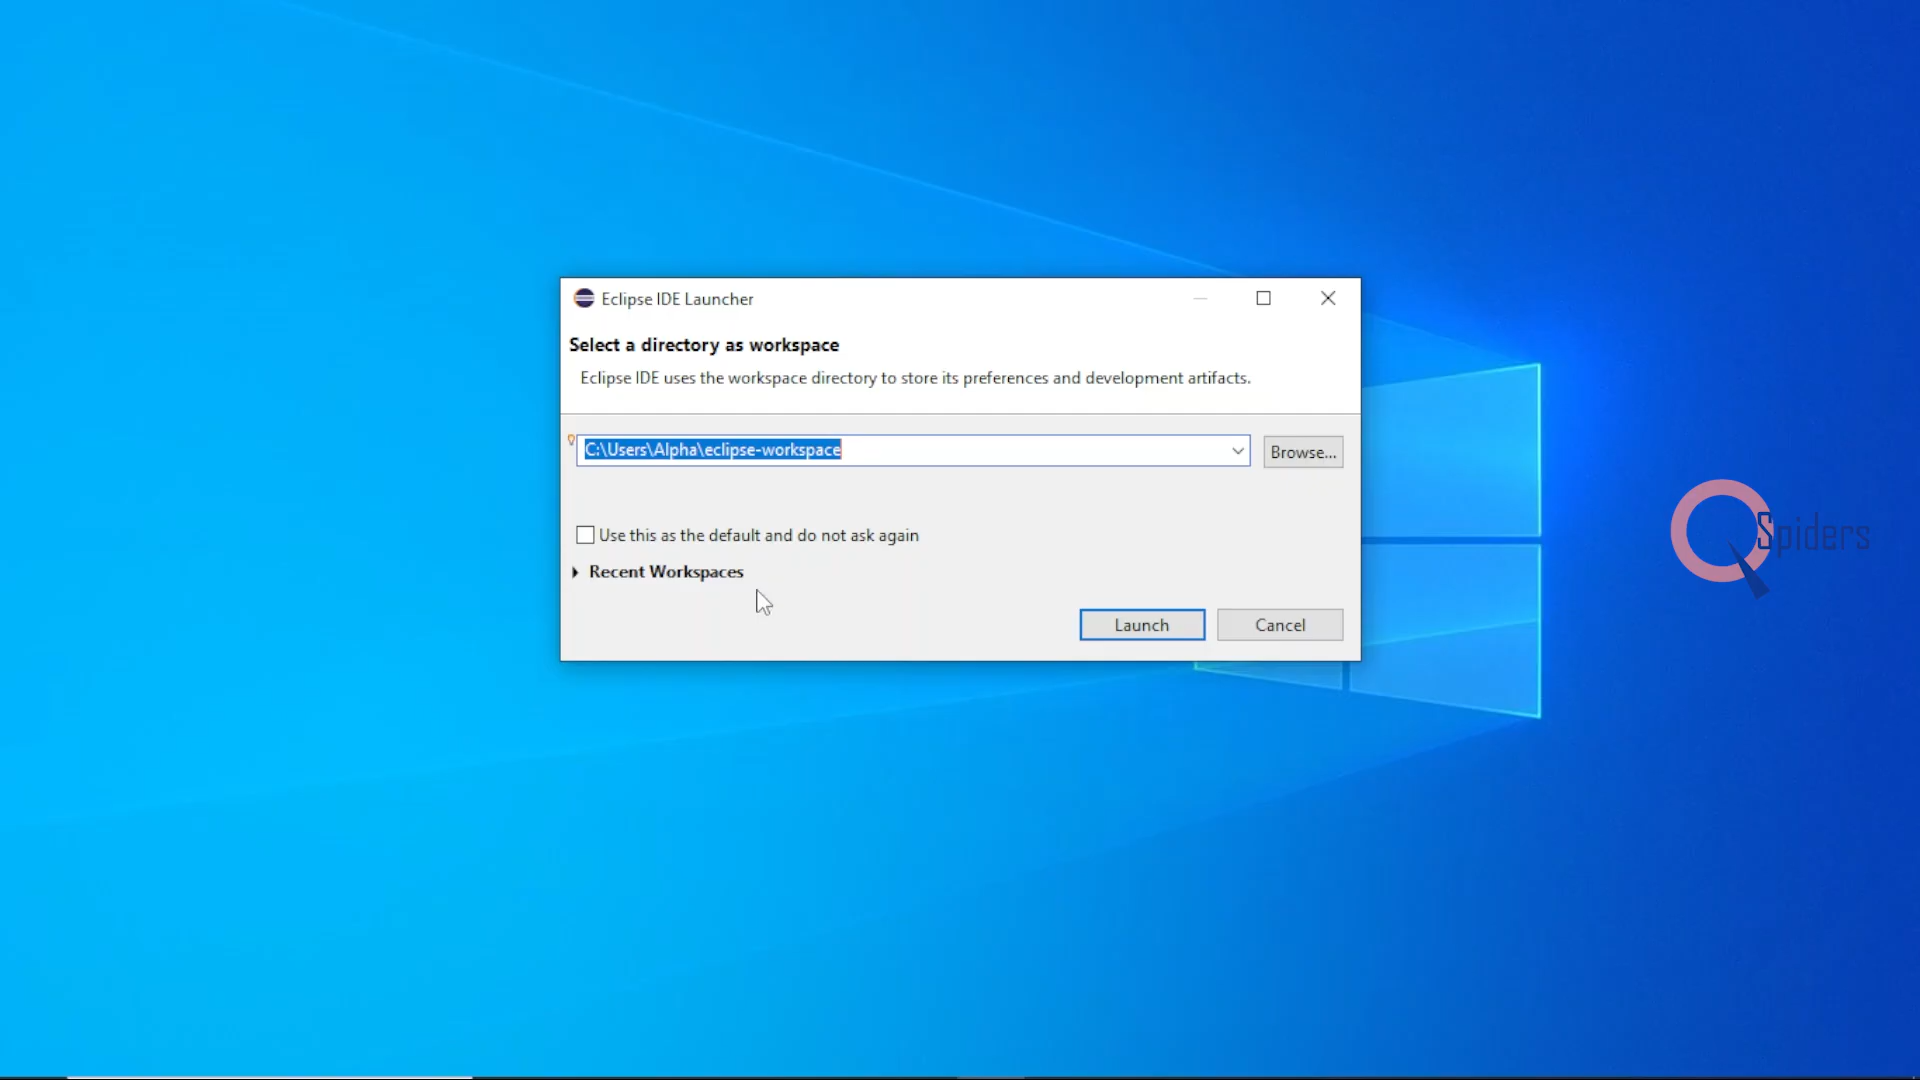 Eclipse IDE Launcher
Select a directory as workspace
Eclipse IDE uses the workspace directory to store its preferences and development artifacts.
C:\Users\Alpha\eclipse-workspace
Browse...
Use this as the default and do not ask again
Recent Workspaces
Launch
Cancel
QSpiders